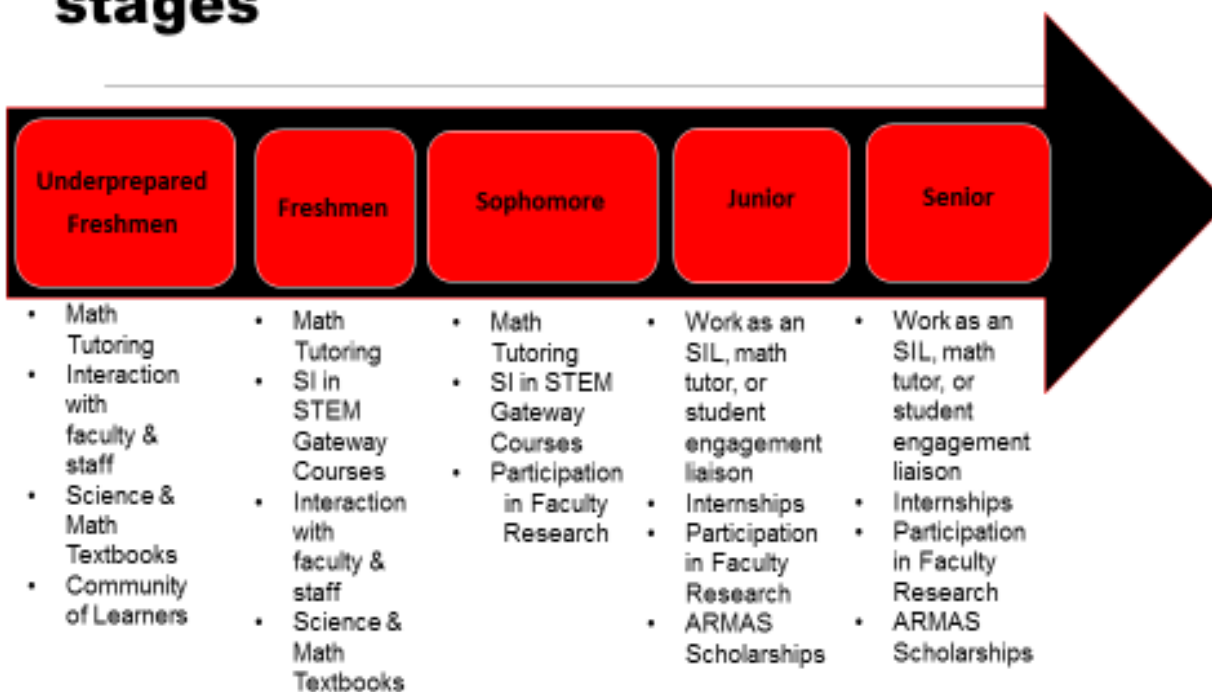 stages
Underprepared
Freshmen
Freshmen
Sophomore
Junior
Senior
• Math
Tutoring
• Interaction
with
faculty &
staff
• Science &
Math
Textbooks
• Community
of Learners
• Math
Tutoring
• SI in
STEM
Gateway
Courses
• Interaction
with
faculty &
staff
• Science &
Math
Textbooks
• Math
Tutoring
• SI in STEM
Gateway
Courses
• Participation
in Faculty
Research
• Work as an
SIL, math
tutor, or
student
engagement
liaison
• Internships
• Participation
in Faculty
Research
• ARMAS
Scholarships
• Work as an
SIL, math
tutor, or
student
engagement
liaison
• Internships
• Participation
in Faculty
Research
• ARMAS
Scholarships